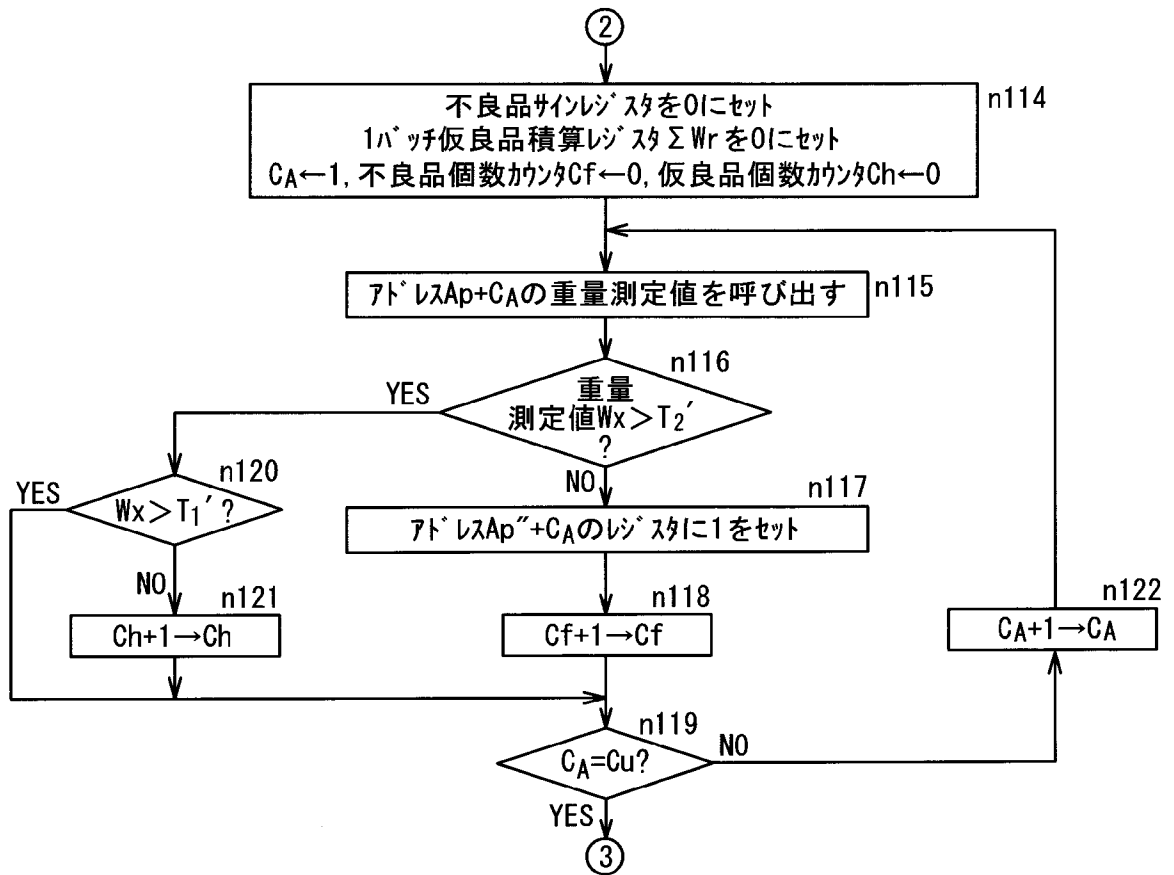 ②
n114
不良品サインレジスタを0にセット
1バッチ仮良品積算レジスタΣWrを0にセット
CA←1, 不良品個数カウンタCf←0, 仮良品個数カウンタCh←0
アドレスAp+CAの重量測定値を呼び出す
n115
n116
YES
重量
測定値Wx>T2′
?
NO
n120
YES
Wx>T1′?
n117
アドレスAp″+CAのレジスタに1をセット
NO
n121
Ch+1→Ch
n118
Cf+1→Cf
n122
CA+1→CA
n119
CA=Cu?
NO
YES
③